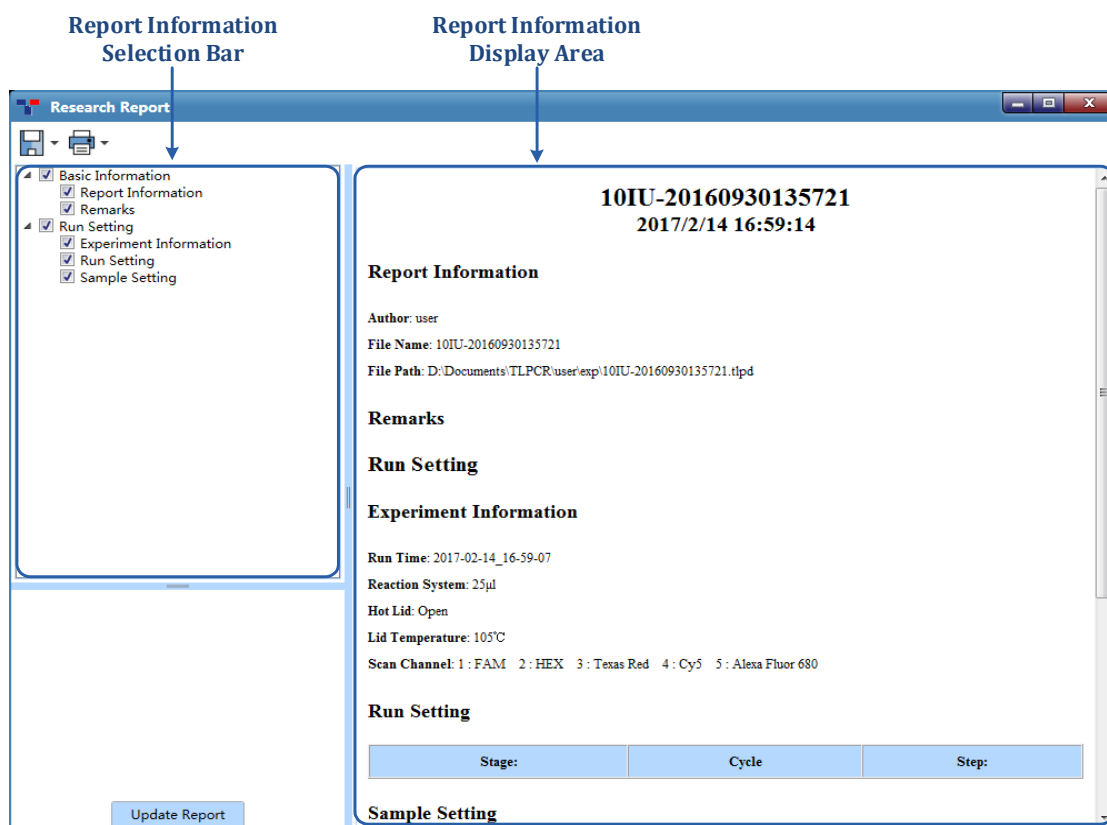 Report Information
Selection Bar
Report Information
Display Area
Research Report
Basic Information
Report Information
Remarks
Run Setting
Experiment Information
Run Setting
Sample Setting
Update Report
10IU-20160930135721
2017/2/14 16:59:14
Report Information
Author: user
File Name: 10IU-20160930135721
File Path: D:\Documents\TLPCR\user\exp\10IU-20160930135721.tlpd
Remarks
Run Setting
Experiment Information
Run Time: 2017-02-14_16-59-07
Reaction System: 25μl
Hot Lid: Open
Lid Temperature: 105℃
Scan Channel: 1 : FAM 2 : HEX 3 : Texas Red 4 : Cy5 5 : Alexa Fluor 680
Run Setting
Stage: Cycle Step:
Sample Setting